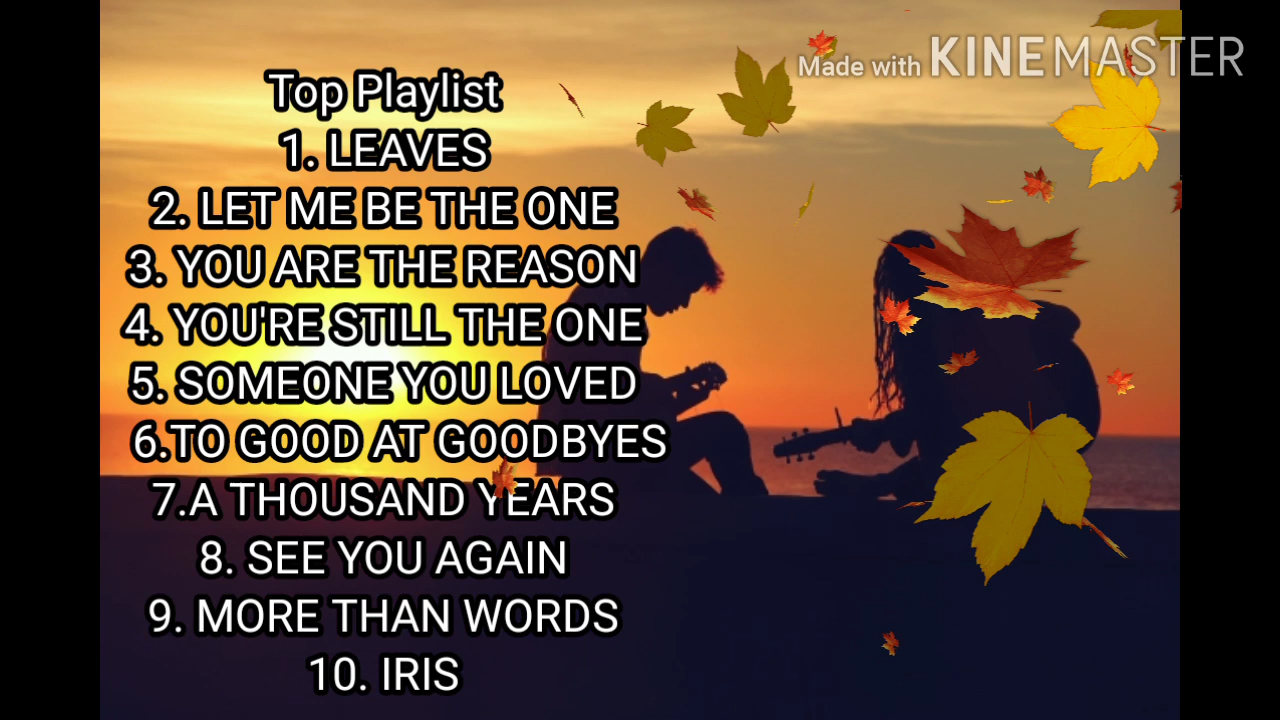 Made with KINEMASTER
Top Playlist
1. LEAVES
2. LET ME BE THE ONE
3. YOU ARE THE REASON
4. YOU'RE STILL THE ONE
5. SOMEONE YOU LOVED
6.TO GOOD AT GOODBYES
7.A THOUSAND YEARS
8. SEE YOU AGAIN
9. MORE THAN WORDS
10. IRIS